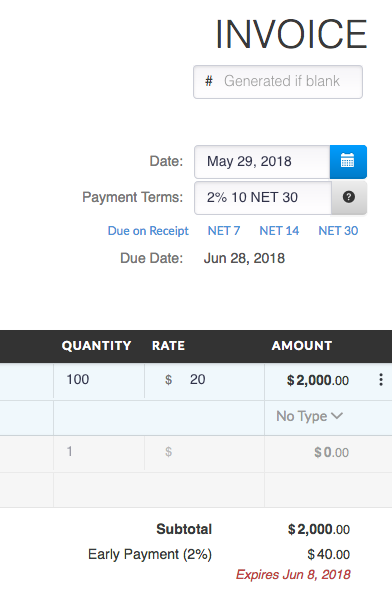 INVOICE
# Generated if blank
Date: May 29, 2018
Payment Terms: 2% 10 NET 30 ?
Due on Receipt NET 7 NET 14 NET 30
Due Date: Jun 28, 2018
QUANTITY RATE AMOUNT
100 $ 20 $2,000.00
No Type
1 $ $0.00
Subtotal $2,000.00
Early Payment (2%) $40.00
Expires Jun 8, 2018